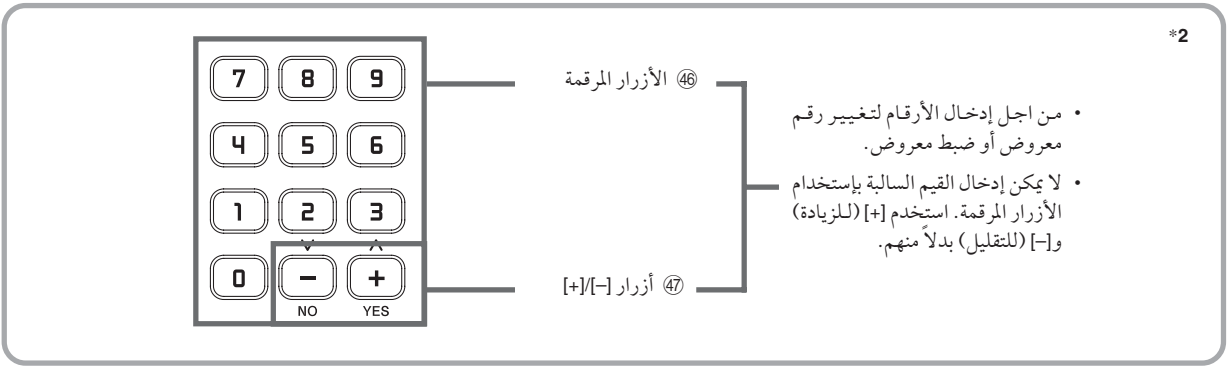 *2
7 8 9
4 5 6
1 2 3
0 − +
NO YES
㊻ الأزرار المرقمة
㊼ أزرار [–]/[+]
• من اجل إدخال الأرقام لتغيير رقم
معروض أو ضبط معروض.
• لا يمكن إدخال القيم السالبة بإستخدام
الأزرار المرقمة. استخدم [+] (للزيادة)
و[–] (للتقليل) بدلاً منهم.